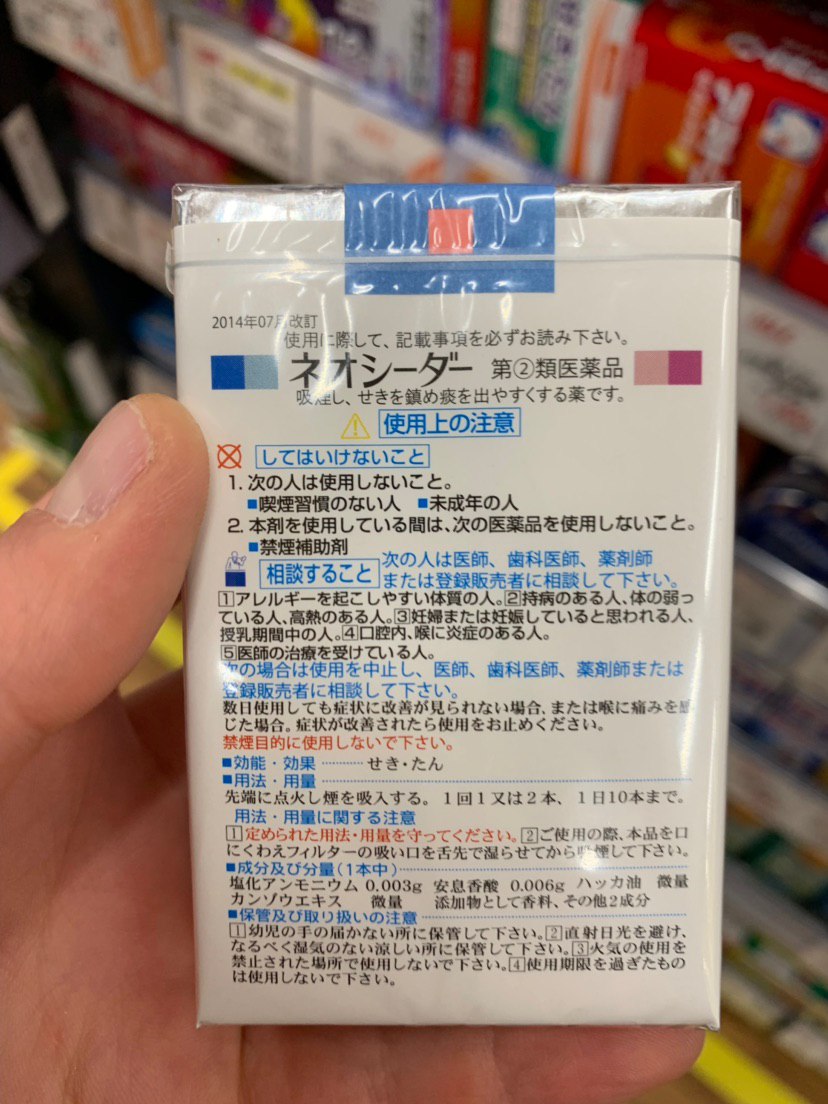 2014年07月改訂
使用に際して、記載事項を必ずお読み下さい。
ネオシーダー 第②類医薬品
吸煙し、せきを鎮め痰を出やすくする薬です。
使用上の注意
してはいけないこと
1. 次の人は使用しないこと。
■喫煙習慣のない人 ■未成年の人
2. 本剤を使用している間は、次の医薬品を使用しないこと。
■禁煙補助剤
相談すること 次の人は医師、歯科医師、薬剤師
または登録販売者に相談して下さい。
1アレルギーを起こしやすい体質の人。2持病のある人、体の弱っ
ている人、高熱のある人。3妊婦または妊娠していると思われる人、
授乳期間中の人。4口腔内、喉に炎症のある人。
5医師の治療を受けている人。
次の場合は使用を中止し、医師、歯科医師、薬剤師または
登録販売者に相談して下さい。
数日使用しても症状に改善が見られない場合、または喉に痛みを感
じた場合。症状が改善されたら使用をお止めください。
禁煙目的に使用しないで下さい。
■効能・効果 ………… せき・たん
■用法・用量
先端に点火し煙を吸入する。1回1又は2本、1日10本まで。
用法・用量に関する注意
1定められた用法・用量を守ってください。2ご使用の際、本品を口
にくわえフィルターの吸い口を舌先で湿らせてから吸煙して下さい。
■成分及び分量(1本中)
塩化アンモニウム 0.003g 安息香酸 0.006g ハッカ油 微量
カンゾウエキス 微量 添加物として香料、その他2成分
■保管及び取り扱いの注意
1幼児の手の届かない所に保管して下さい。2直射日光を避け、
なるべく湿気のない涼しい所に保管して下さい。3火気の使用を
禁止された場所で使用しないで下さい。4使用期限を過ぎたもの
は使用しないで下さい。